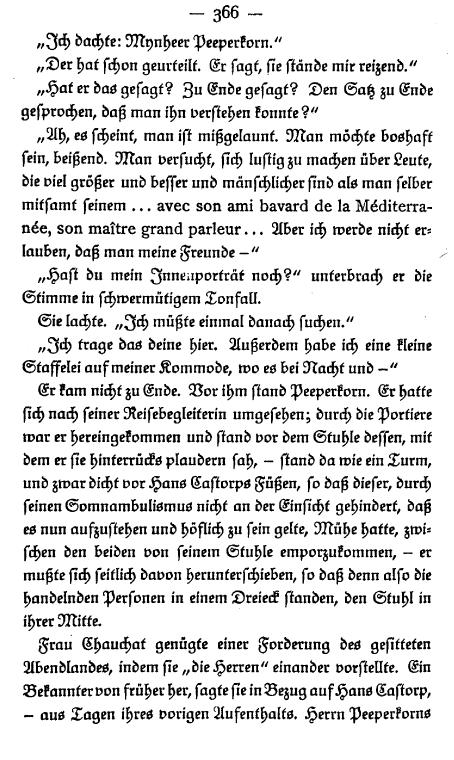 — 366 —
„Ich dachte: Mynheer Peeperkorn.“
„Der hat schon geurteilt. Er sagt, sie stände mir reizend.“
„Hat er das gesagt? Zu Ende gesagt? Den Satz zu Ende
gesprochen, daß man ihn verstehen konnte?“
„Ah, es scheint, man ist mißgelaunt. Man möchte boshaft
sein, beißend. Man versucht, sich lustig zu machen über Leute,
die viel größer und besser und mänschlicher sind als man selber
mitsamt seinem ... avec son ami bavard de la Méditerra-
née, son maître grand parleur ... Aber ich werde nicht er-
lauben, daß man meine Freunde –“
„Hast du mein Innenporträt noch?“ unterbrach er die
Stimme in schwermütigem Tonfall.
Sie lachte. „Ich müßte einmal danach suchen.“
„Ich trage das deine hier. Außerdem habe ich eine kleine
Staffelei auf meiner Kommode, wo es bei Nacht und –“
Er kam nicht zu Ende. Vor ihm stand Peeperkorn. Er hatte
sich nach seiner Reisebegleiterin umgesehen; durch die Portiere
war er hereingekommen und stand vor dem Stuhle dessen, mit
dem er sie hinterrücks plaudern sah, – stand da wie ein Turm,
und zwar dicht vor Hans Castorps Füßen, so daß dieser, durch
seinen Somnambulismus nicht an der Einsicht gehindert, daß
es nun aufzustehen und höflich zu sein gelte, Mühe hatte, zwi-
schen den beiden von seinem Stuhle emporzukommen, – er
mußte sich seitlich davon herunterschieben, so daß denn also die
handelnden Personen in einem Dreieck standen, den Stuhl in
ihrer Mitte.
Frau Chauchat genügte einer Forderung des gesitteten
Abendlandes, indem sie „die Herren“ einander vorstellte. Ein
Bekannter von früher her, sagte sie in Bezug auf Hans Castorp,
– aus Tagen ihres vorigen Aufenthalts. Herrn Peeperkorns